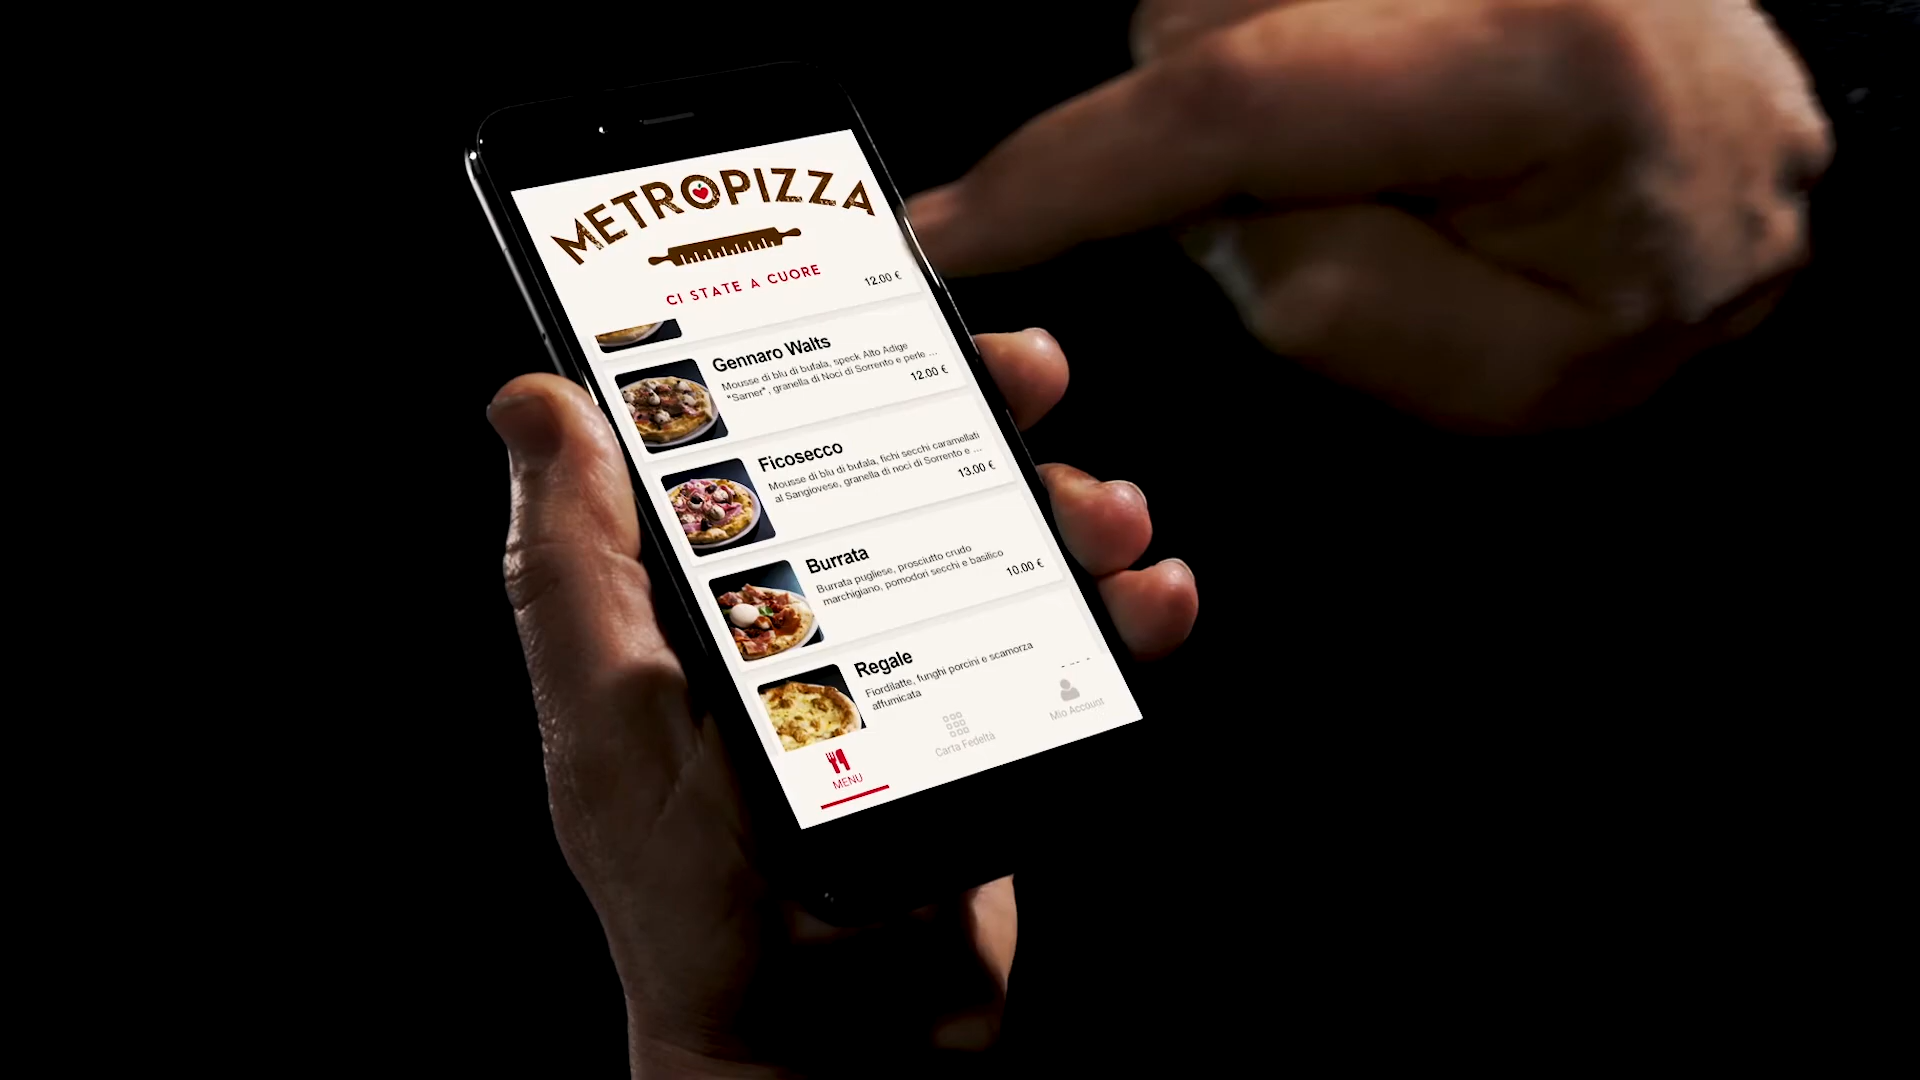 METROPIZZA
CI STATE A CUORE
12.00 €
Gennaro Walts
Mousse di blu di bufala, speck Alto Adige
"Sarner", granella di Noci di Sorrento e perle ...
12.00 €
Ficosecco
Mousse di blu di bufala, fichi secchi caramellati
al Sangiovese, granella di noci di Sorrento e ...
13.00 €
Burrata
Burrata pugliese, prosciutto crudo
marchigiano, pomodori secchi e basilico
10.00 €
Regale
Fiordilatte, funghi porcini e scamorza
affumicata
MENU
Carta Fedeltà
Mio Account